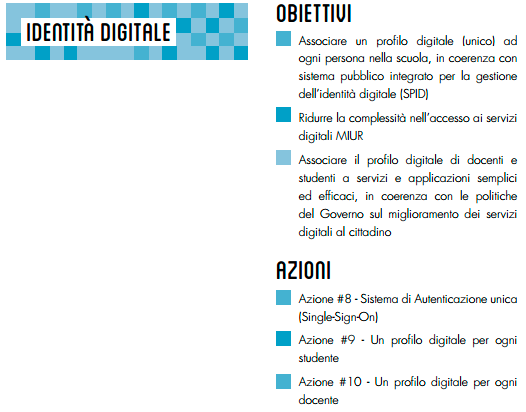 IDENTITÀ DIGITALE
OBIETTIVI
Associare un profilo digitale (unico) ad
ogni persona nella scuola, in coerenza con
sistema pubblico integrato per la gestione
dell'identità digitale (SPID)
Ridurre la complessità nell'accesso ai servizi
digitali MIUR
Associare il profilo digitale di docenti e
studenti a servizi e applicazioni semplici
ed efficaci, in coerenza con le politiche
del Governo sul miglioramento dei servizi
digitali al cittadino
AZIONI
Azione #8 - Sistema di Autenticazione unica
(Single-Sign-On)
Azione #9 - Un profilo digitale per ogni
studente
Azione #10 - Un profilo digitale per ogni
docente